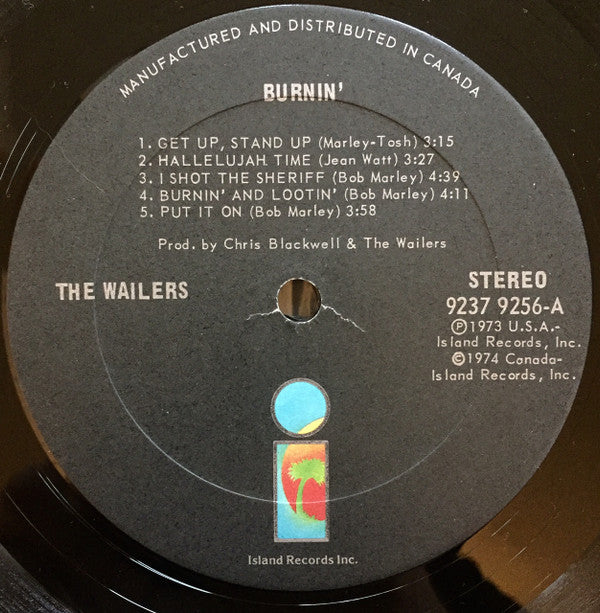 MANUFACTURED AND DISTRIBUTED IN CANADA
BURNIN'
1. GET UP, STAND UP (Marley-Tosh) 3:15
2. HALLELUJAH TIME (Jean Watt) 3:27
3. I SHOT THE SHERIFF (Bob Marley) 4:39
4. BURNIN' AND LOOTIN' (Bob Marley) 4:11
5. PUT IT ON (Bob Marley) 3:58
Prod. by Chris Blackwell & The Wailers
THE WAILERS
STEREO
9237 9256-A
Ⓟ1973 U.S.A.-
Island Records, Inc.
©1974 Canada-
Island Records, Inc.
i
Island Records Inc.